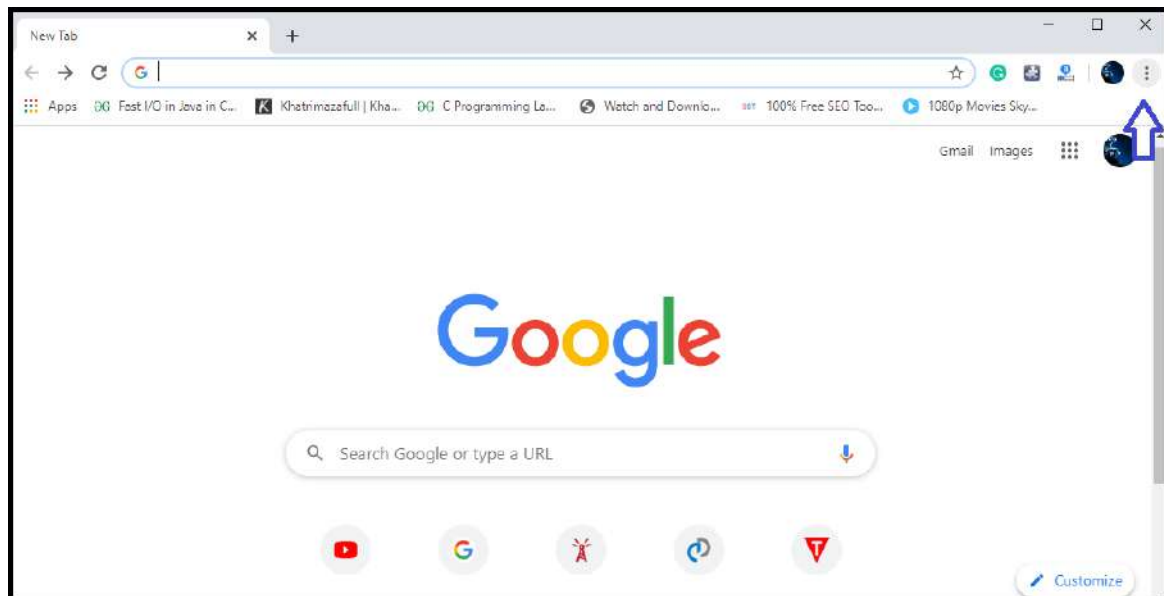 New Tab
Apps Fast I/O in Java in C... Khatrimazafull | Kha... C Programming La... Watch and Downlo... 100% Free SEO Too... 1080p Movies Sky...
Gmail Images
Google
Search Google or type a URL
Customize